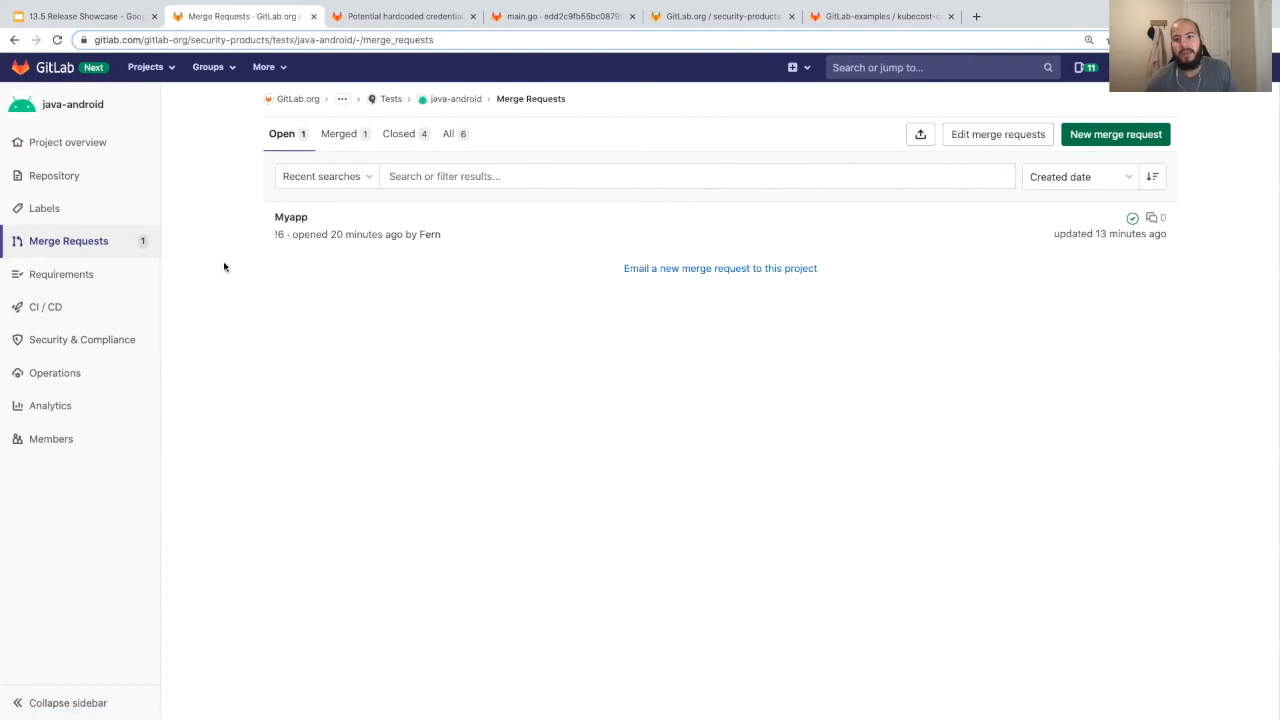 13.5 Release Showcase - Goo
Merge Requests · GitLab.org /
Potential hardcoded credential
main.go · edd2c9fb55bc0879
GitLab.org / security-products
GitLab-examples / kubecost-c
gitlab.com/gitlab-org/security-products/tests/java-android/-/merge_requests
GitLab Next Projects Groups More Search or jump to... 11
java-android
Project overview
Repository
Labels
Merge Requests 1
Requirements
CI / CD
Security & Compliance
Operations
Analytics
Members
Collapse sidebar
GitLab.org › ... › Tests › java-android › Merge Requests
Open 1 Merged 1 Closed 4 All 6 Edit merge requests New merge request
Recent searches Search or filter results... Created date
Myapp 0
!6 · opened 20 minutes ago by Fern updated 13 minutes ago
Email a new merge request to this project